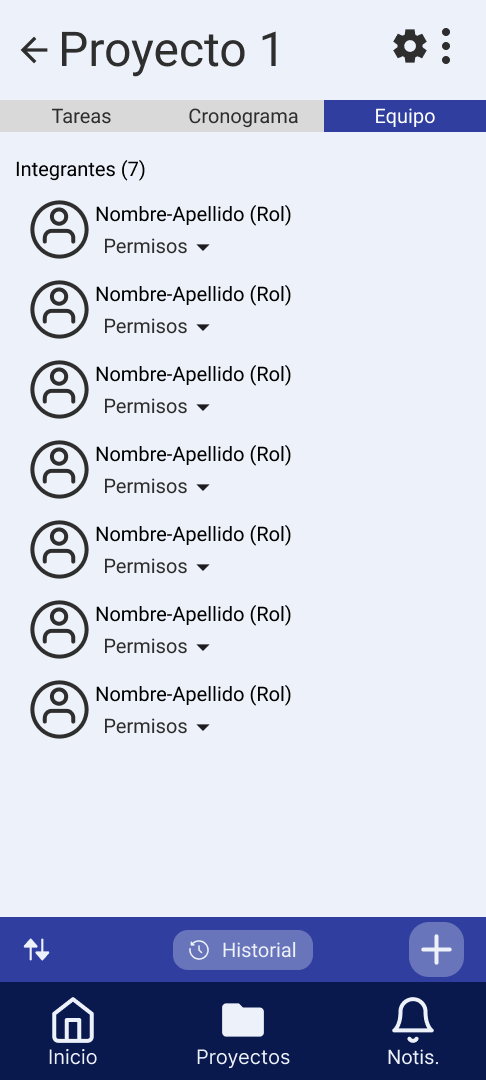 Proyecto 1
Tareas Cronograma Equipo
Integrantes (7)
Nombre-Apellido (Rol)
Permisos
Nombre-Apellido (Rol)
Permisos
Nombre-Apellido (Rol)
Permisos
Nombre-Apellido (Rol)
Permisos
Nombre-Apellido (Rol)
Permisos
Nombre-Apellido (Rol)
Permisos
Nombre-Apellido (Rol)
Permisos
Historial
Inicio Proyectos Notis.